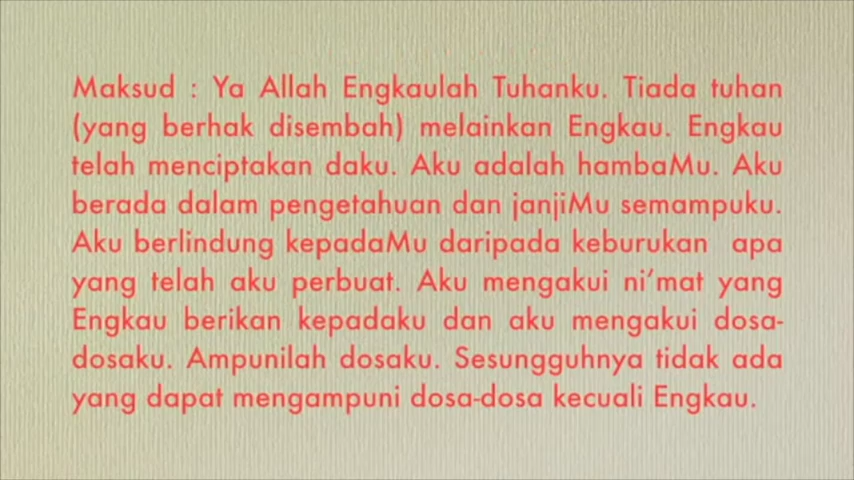 Maksud : Ya Allah Engkaulah Tuhanku. Tiada tuhan
(yang berhak disembah) melainkan Engkau. Engkau
telah menciptakan daku. Aku adalah hambaMu. Aku
berada dalam pengetahuan dan janjiMu semampuku.
Aku berlindung kepadaMu daripada keburukan apa
yang telah aku perbuat. Aku mengakui ni’mat yang
Engkau berikan kepadaku dan aku mengakui dosa-
dosaku. Ampunilah dosaku. Sesungguhnya tidak ada
yang dapat mengampuni dosa-dosa kecuali Engkau.